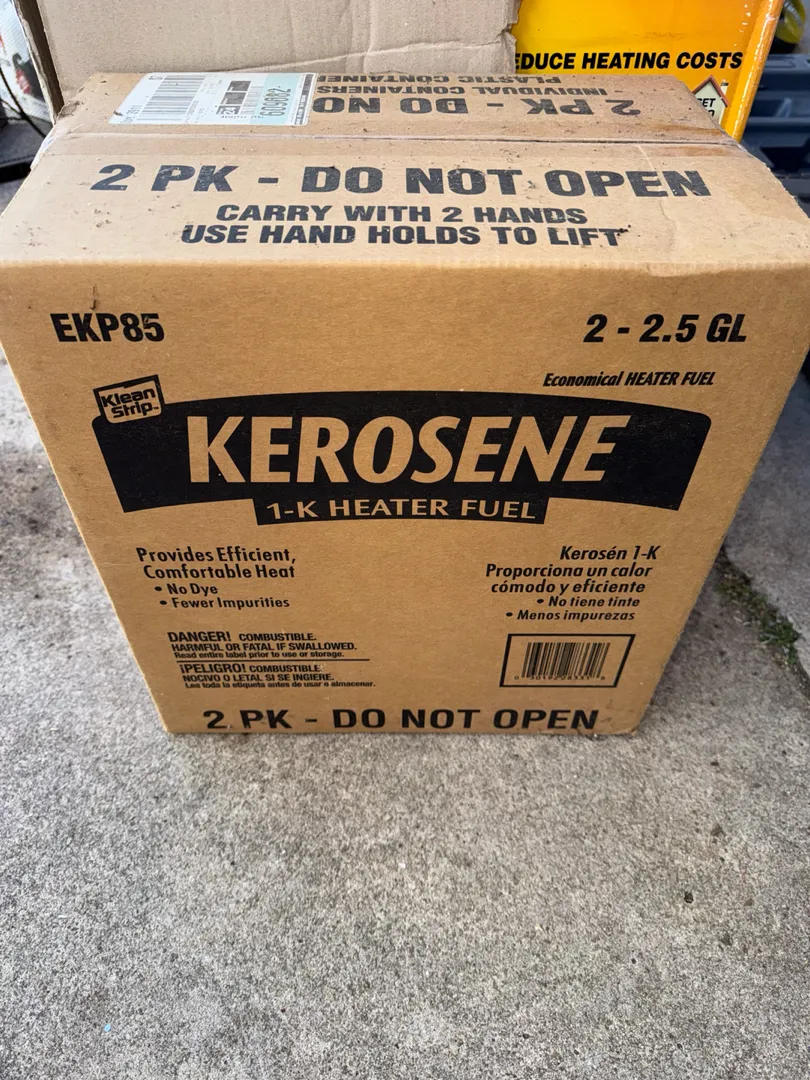 EDUCE HEATING COSTS
PLASTIC CONTAINER
INDIVIDUAL CONTAINERS
2 PK - DO NO
2 PK - DO NOT OPEN
CARRY WITH 2 HANDS
USE HAND HOLDS TO LIFT
EKP85
2 - 2.5 GL
Economical HEATER FUEL
Klean
Strip™
KEROSENE
1-K HEATER FUEL
Provides Efficient,
Comfortable Heat
• No Dye
• Fewer Impurities
Kerosén 1-K
Proporciona un calor
cómodo y eficiente
• No tiene tinte
• Menos impurezas
DANGER! COMBUSTIBLE.
HARMFUL OR FATAL IF SWALLOWED.
Read entire label prior to use or storage.
¡PELIGRO! COMBUSTIBLE
NOCIVO O LETAL SI SE INGIERE.
Lea toda la etiqueta antes de usar o almacenar.
2 PK - DO NOT OPEN